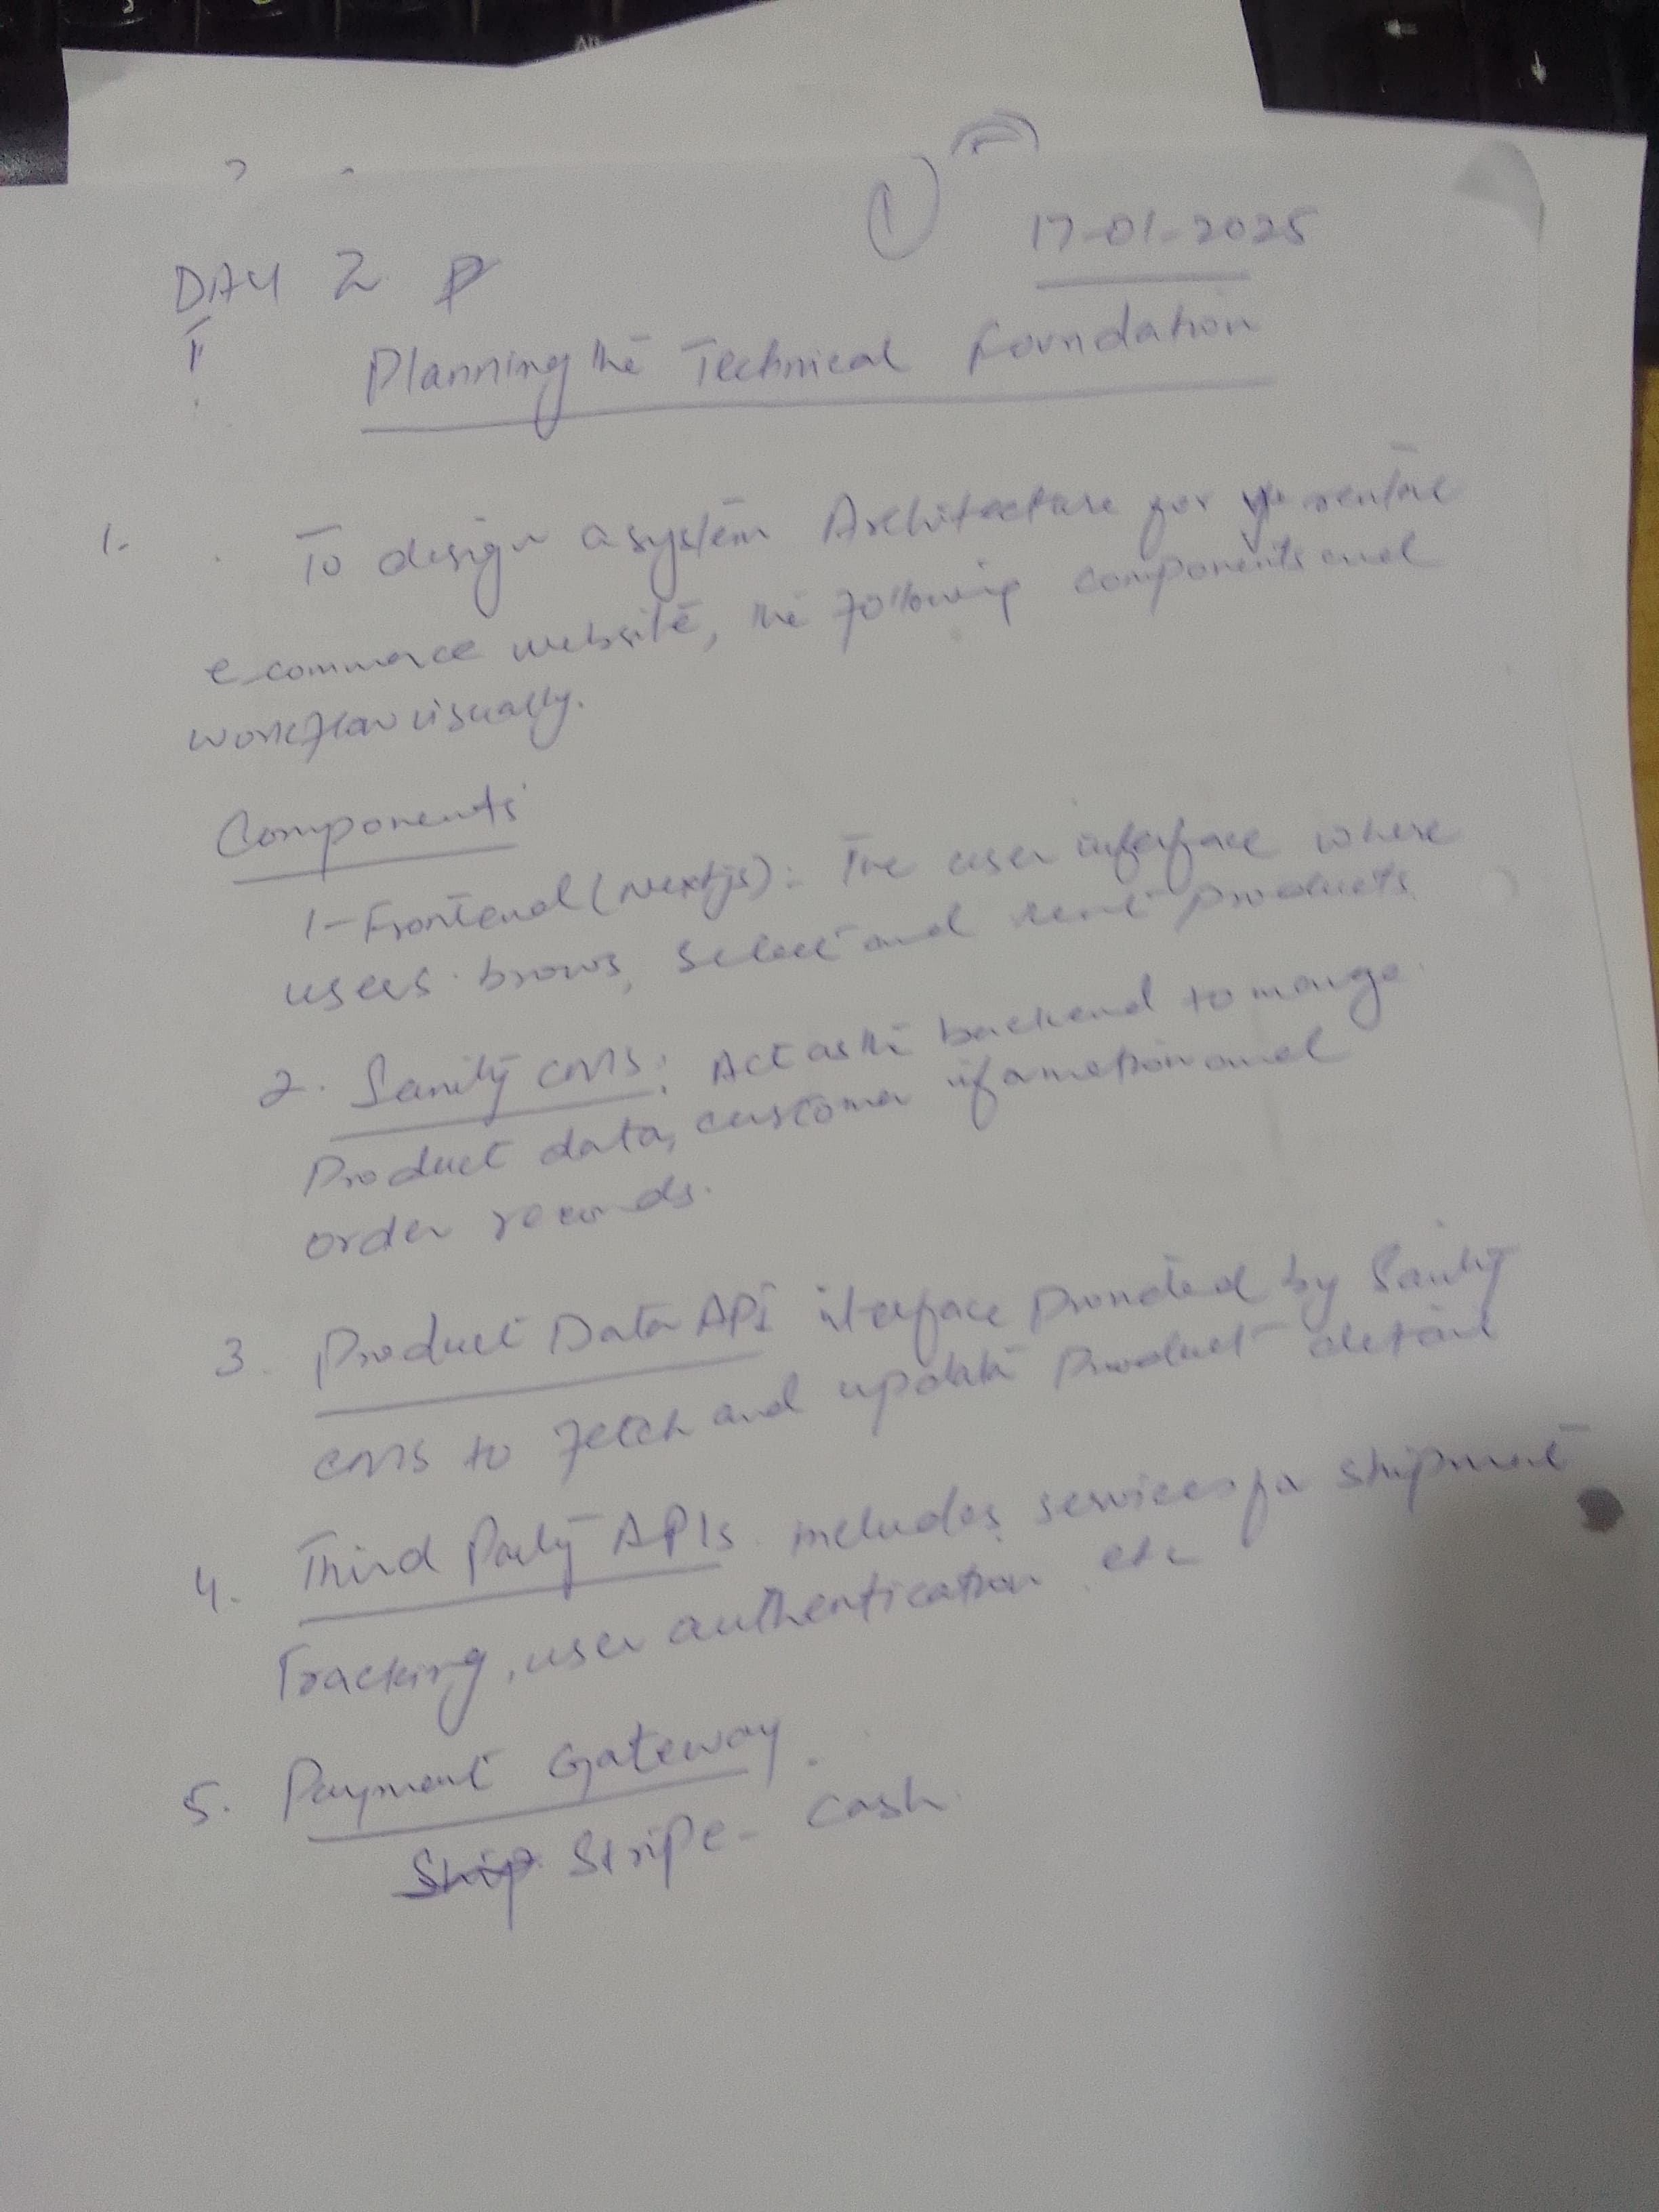 1
17-01-2025
DAY 2 P
Planning the Technical Foundation
1- To design a system Architecture for rental
e commerce website, the following components and
workflow visually.
Components
1- Frontend (Nextjs): The user interface where
users brows, select and rent products.
2. Sanity CMS: Act as the backend to mange
Product data, customer ifamation and
order records.
3. Product Data API iterface Provided by Sanity
CMS to Fetch and update Product detail
4. Third Party APIs includes services for shipment
Tracking, user authentication etc
5. Payment Gateway.
Stripe - Cash.